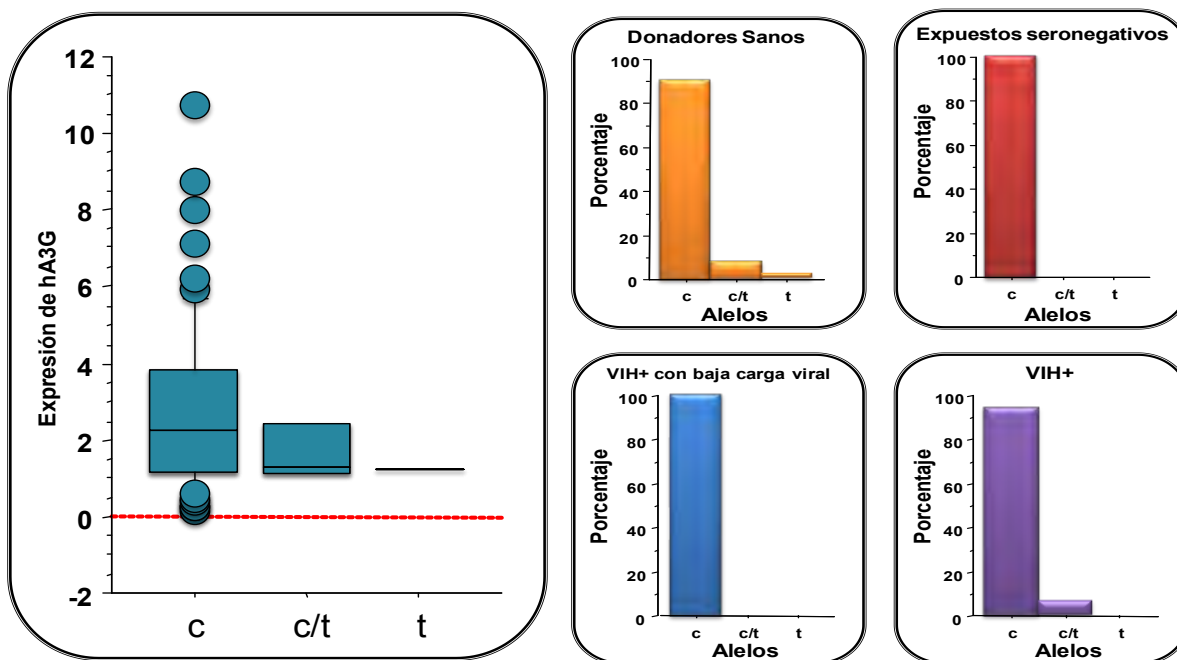 Expresión de hA3G
12
10
8
6
4
2
0
-2
c c/t t
Donadores Sanos
Porcentaje
100
80
60
40
20
0
c c/t t
Alelos
Expuestos seronegativos
Porcentaje
100
80
60
40
20
0
c c/t t
Alelos
VIH+ con baja carga viral
Porcentaje
100
80
60
40
20
0
c c/t t
Alelos
VIH+
Porcentaje
100
80
60
40
20
0
c c/t t
Alelos